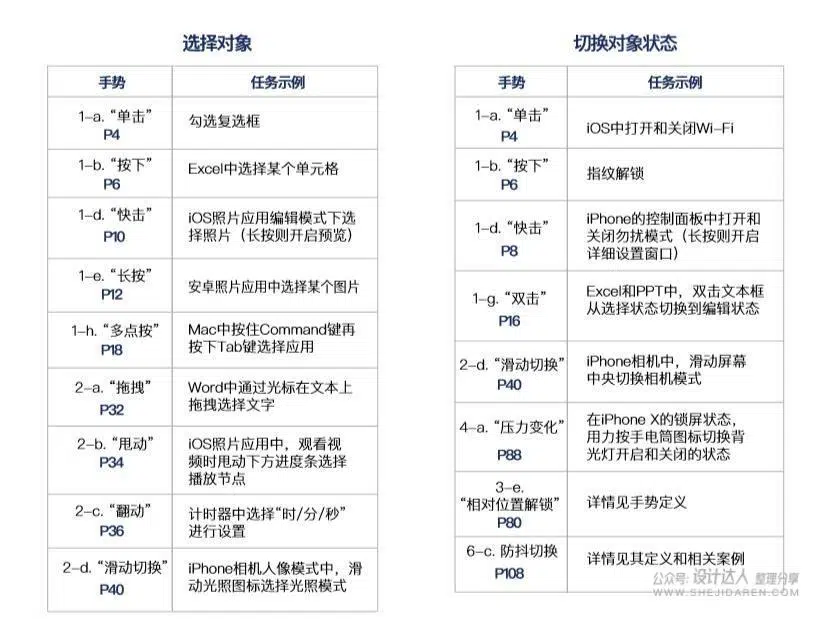 选择对象
手势
任务示例
1-a. “单击”
P4
勾选复选框
1-b. “按下”
P6
Excel中选择某个单元格
1-d. “快击”
P10
iOS照片应用编辑模式下选
择照片（长按则开启预览）
1-e. “长按”
P12
安卓照片应用中选择某个图片
1-h. “多点按”
P18
Mac中按住Command键再
按下Tab键选择应用
2-a. “拖拽”
P32
Word中通过光标在文本上
拖拽选择文字
2-b. “甩动”
P34
iOS照片应用中，观看视
频时甩动下方进度条选择
播放节点
2-c. “翻动”
P36
计时器中选择“时/分/秒”
进行设置
2-d. “滑动切换”
P40
iPhone相机人像模式中，滑
动光照图标选择光照模式
切换对象状态
手势
任务示例
1-a. “单击”
P4
iOS中打开和关闭Wi-Fi
1-b. “按下”
P6
指纹解锁
1-d. “快击”
P8
iPhone的控制面板中打开和
关闭勿扰模式（长按则开启
详细设置窗口）
1-g. “双击”
P16
Excel和PPT中，双击文本框
从选择状态切换到编辑状态
2-d. “滑动切换”
P40
iPhone相机中，滑动屏幕
中央切换相机模式
4-a. “压力变化”
P88
在iPhone X的锁屏状态，
用力按手电筒图标切换背
光灯开启和关闭的状态
3-e.
“相对位置解锁”
P80
详情见手势定义
6-c. 防抖切换
P108
详情见其定义和相关案例
公众号: 设计达人 整理分享
WWW.SHEJIDAREN.COM